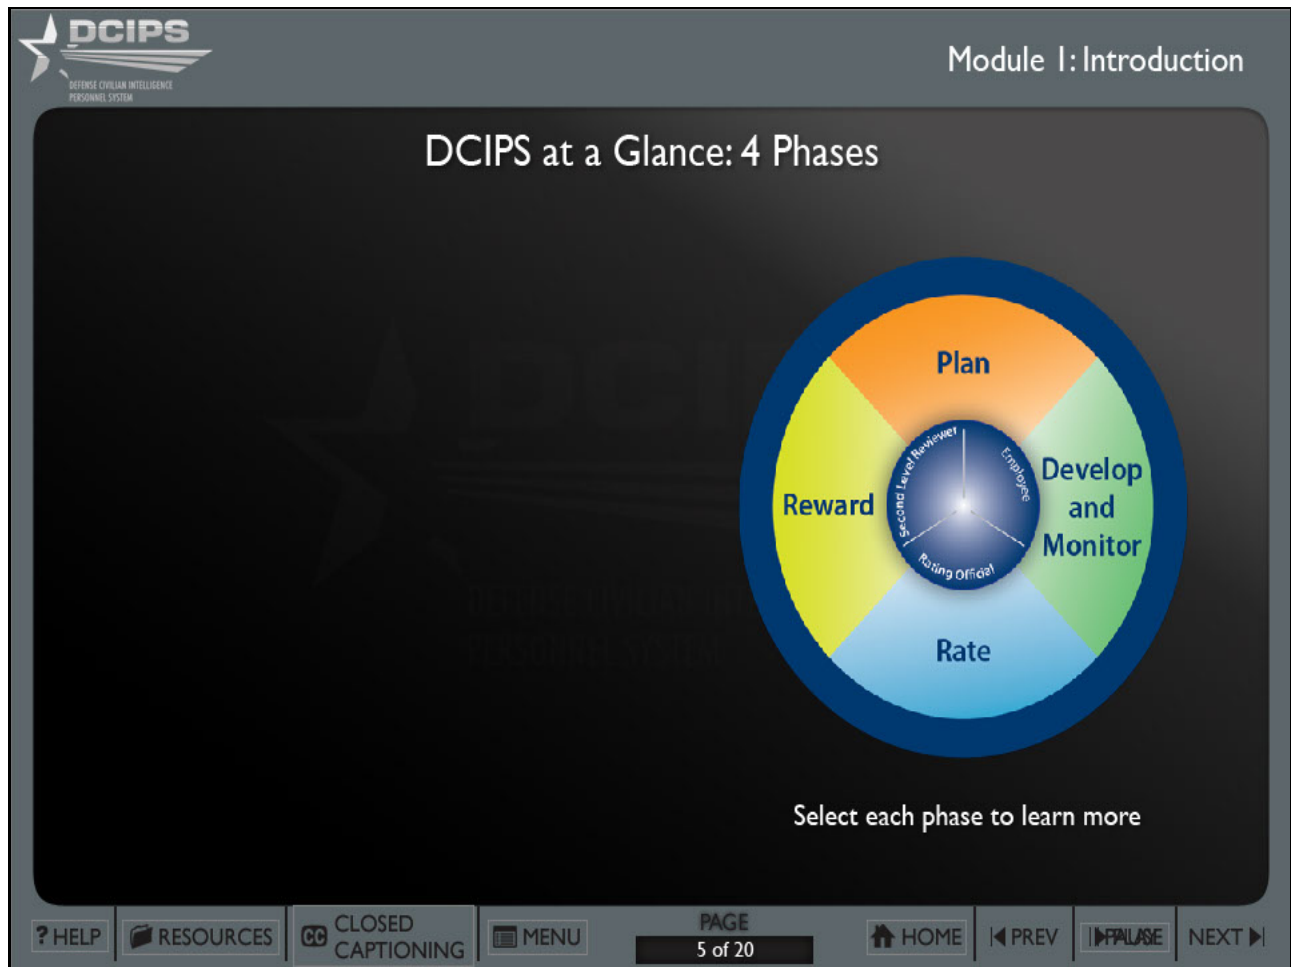 DCIPS
DEFENSE CIVILIAN INTELLIGENCE
PERSONNEL SYSTEM
Module 1: Introduction
DCIPS at a Glance: 4 Phases
Plan
Second Level Reviewer
Employee
Rating Official
Reward
Develop
and
Monitor
Rate
Select each phase to learn more
? HELP
RESOURCES
CC CLOSED
CAPTIONING
MENU
PAGE
5 of 20
HOME
PREV
NEXT